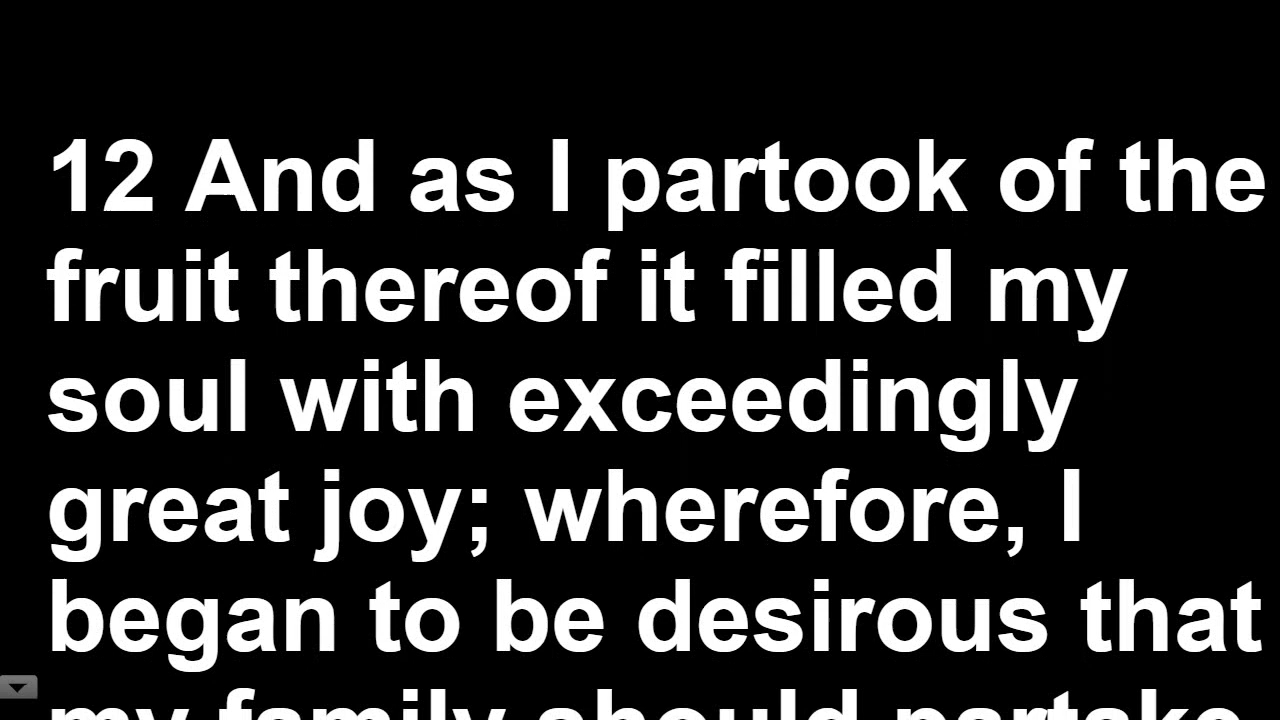 12 And as I partook of the
fruit thereof it filled my
soul with exceedingly
great joy; wherefore, I
began to be desirous that
my family should partake